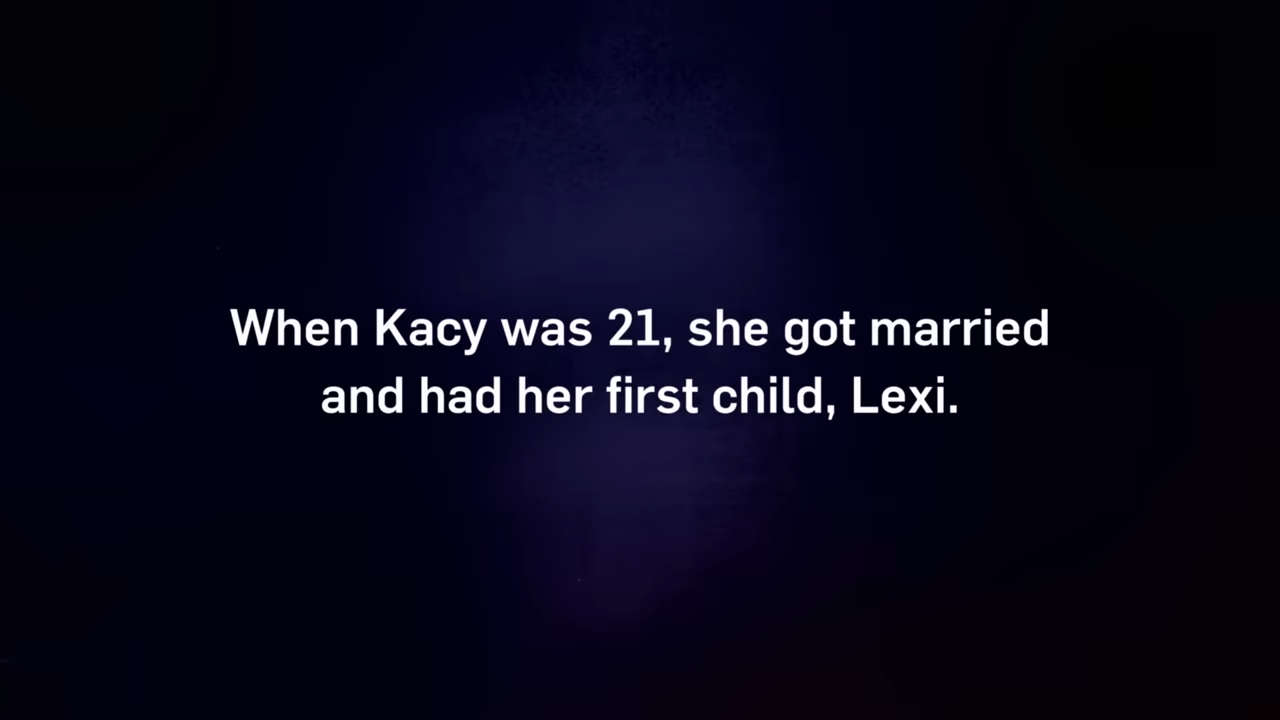 When Kacy was 21, she got married
and had her first child, Lexi.